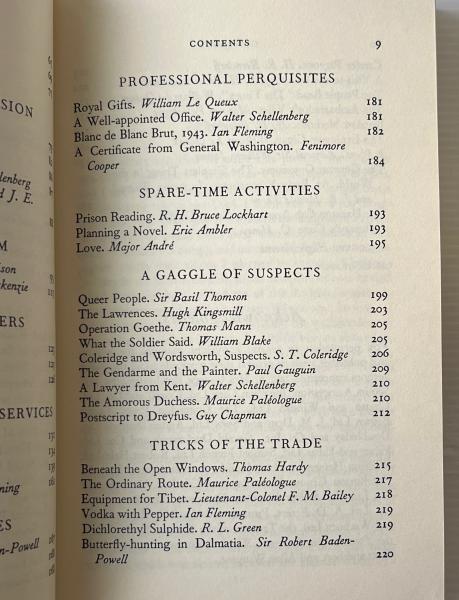 CONTENTS 9
PROFESSIONAL PERQUISITES
Royal Gifts. William Le Queux 181
A Well-appointed Office. Walter Schellenberg 181
Blanc de Blanc Brut, 1943. Ian Fleming 182
A Certificate from General Washington. Fenimore
Cooper 184
SPARE-TIME ACTIVITIES
Prison Reading. R. H. Bruce Lockhart 193
Planning a Novel. Eric Ambler 193
Love. Major André 195
A GAGGLE OF SUSPECTS
Queer People. Sir Basil Thomson 199
The Lawrences. Hugh Kingsmill 203
Operation Goethe. Thomas Mann 205
What the Soldier Said. William Blake 205
Coleridge and Wordsworth, Suspects. S. T. Coleridge 206
The Gendarme and the Painter. Paul Gauguin 209
A Lawyer from Kent. Walter Schellenberg 210
The Amorous Duchess. Maurice Paléologue 210
Postscript to Dreyfus. Guy Chapman 212
TRICKS OF THE TRADE
Beneath the Open Windows. Thomas Hardy 215
The Ordinary Route. Maurice Paléologue 217
Equipment for Tibet. Lieutenant-Colonel F. M. Bailey 218
Vodka with Pepper. Ian Fleming 219
Dichlorethyl Sulphide. R. L. Green 219
Butterfly-hunting in Dalmatia. Sir Robert Baden-
Powell 220